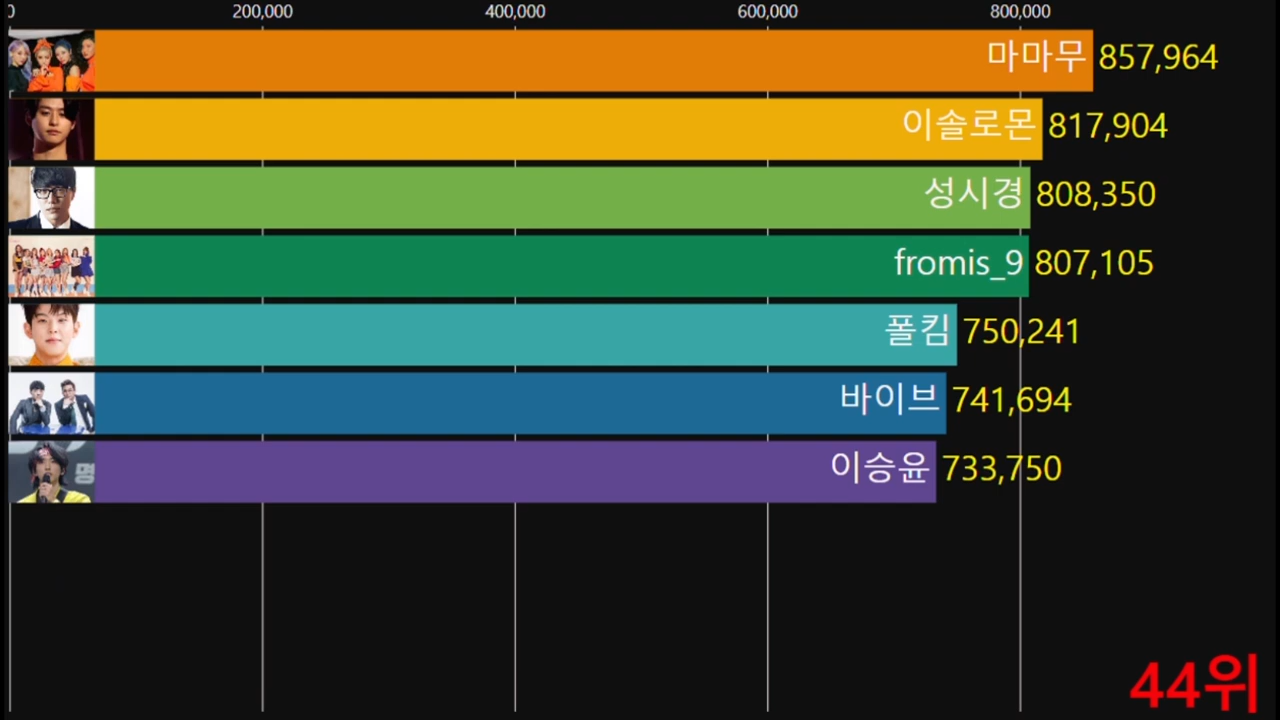 0 200,000 400,000 600,000 800,000
마마무 857,964
이솔로몬 817,904
성시경 808,350
fromis_9 807,105
폴킴 750,241
바이브 741,694
이승윤 733,750
명
44위